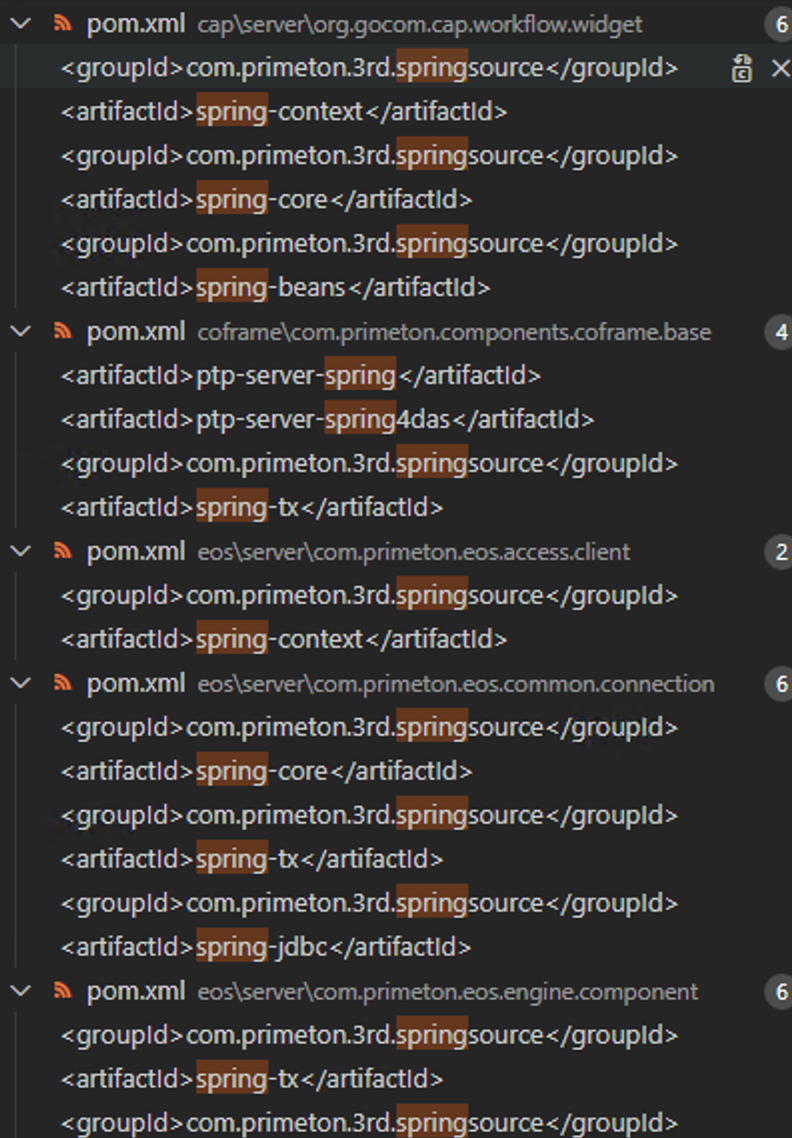 pom.xml cap\server\org.gocom.cap.workflow.widget 6
<groupId>com.primeton.3rd.springsource</groupId>
<artifactId>spring-context</artifactId>
<groupId>com.primeton.3rd.springsource</groupId>
<artifactId>spring-core</artifactId>
<groupId>com.primeton.3rd.springsource</groupId>
<artifactId>spring-beans</artifactId>
pom.xml coframe\com.primeton.components.coframe.base 4
<artifactId>ptp-server-spring</artifactId>
<artifactId>ptp-server-spring4das</artifactId>
<groupId>com.primeton.3rd.springsource</groupId>
<artifactId>spring-tx</artifactId>
pom.xml eos\server\com.primeton.eos.access.client 2
<groupId>com.primeton.3rd.springsource</groupId>
<artifactId>spring-context</artifactId>
pom.xml eos\server\com.primeton.eos.common.connection 6
<groupId>com.primeton.3rd.springsource</groupId>
<artifactId>spring-core</artifactId>
<groupId>com.primeton.3rd.springsource</groupId>
<artifactId>spring-tx</artifactId>
<groupId>com.primeton.3rd.springsource</groupId>
<artifactId>spring-jdbc</artifactId>
pom.xml eos\server\com.primeton.eos.engine.component 6
<groupId>com.primeton.3rd.springsource</groupId>
<artifactId>spring-tx</artifactId>
<groupId>com.primeton.3rd.springsource</groupId>